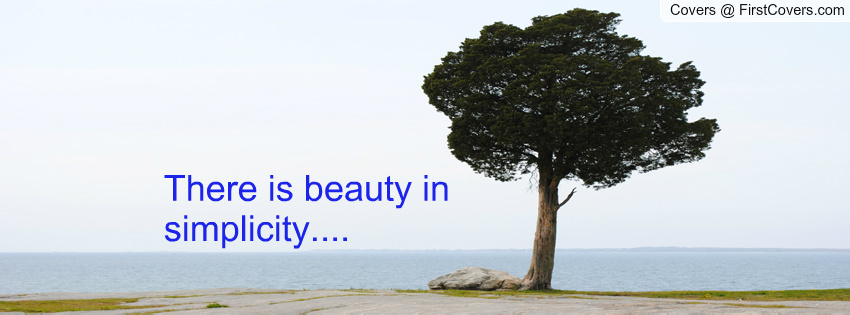 Covers @ FirstCovers.com
There is beauty in
simplicity....